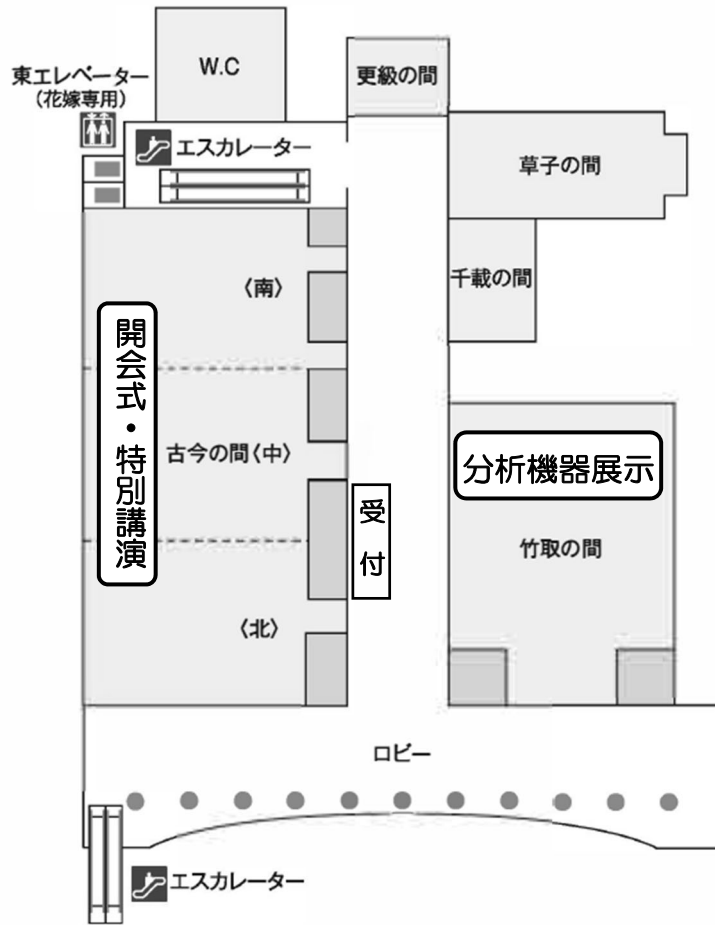 W.C
更級の間
東エレベーター
(花嫁専用)
エスカレーター
草子の間
〈南〉
千載の間
開会式・特別講演
古今の間〈中〉
分析機器展示
受付
竹取の間
〈北〉
ロビー
エスカレーター